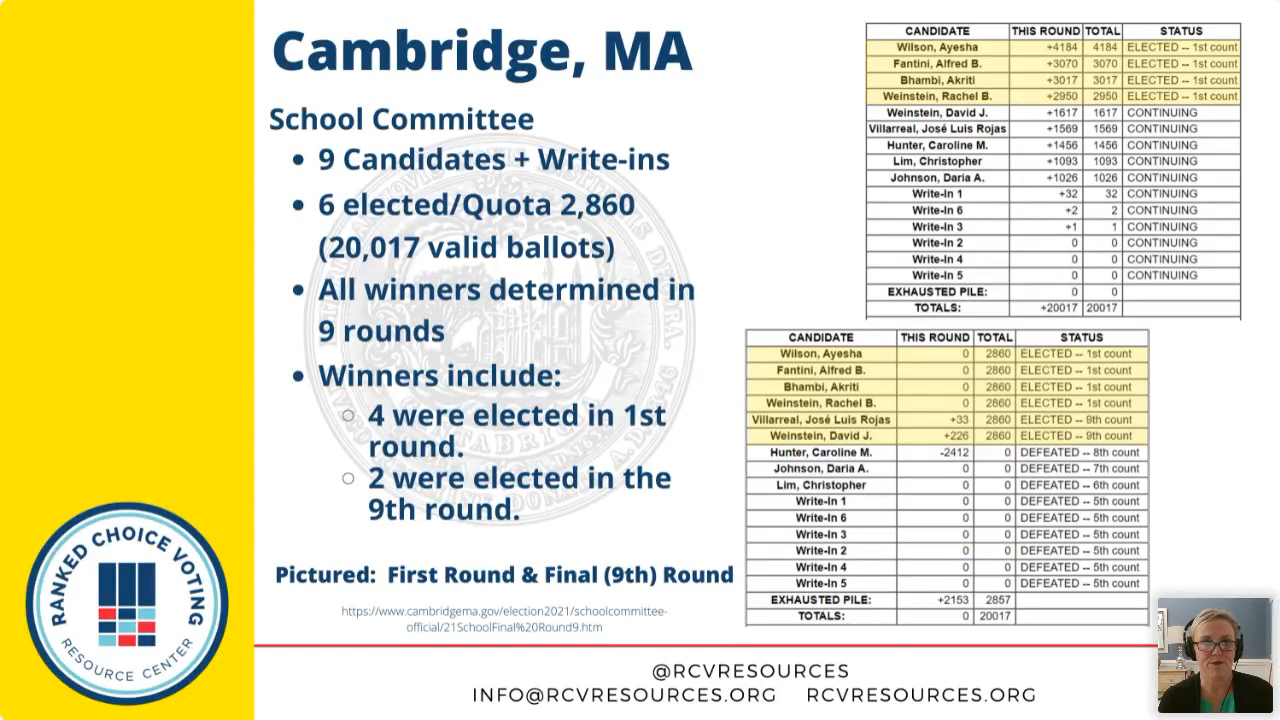 Cambridge, MA
School Committee
• 9 Candidates + Write-ins
• 6 elected/Quota 2,860
(20,017 valid ballots)
• All winners determined in
9 rounds
• Winners include:
○ 4 were elected in 1st
round.
○ 2 were elected in the
9th round.
Pictured: First Round & Final (9th) Round
https://www.cambridgema.gov/election2021/schoolcommittee-
official/21SchoolFinal%20Round9.htm
CANDIDATE THIS ROUND TOTAL STATUS
Wilson, Ayesha +4184 4184 ELECTED -- 1st count
Fantini, Alfred B. +3070 3070 ELECTED -- 1st count
Bhambi, Akriti +3017 3017 ELECTED -- 1st count
Weinstein, Rachel B. +2950 2950 ELECTED -- 1st count
Weinstein, David J. +1617 1617 CONTINUING
Villarreal, José Luis Rojas +1569 1569 CONTINUING
Hunter, Caroline M. +1456 1456 CONTINUING
Lim, Christopher +1093 1093 CONTINUING
Johnson, Daria A. +1026 1026 CONTINUING
Write-In 1 +32 32 CONTINUING
Write-In 6 +2 2 CONTINUING
Write-In 3 +1 1 CONTINUING
Write-In 2 0 0 CONTINUING
Write-In 4 0 0 CONTINUING
Write-In 5 0 0 CONTINUING
EXHAUSTED PILE: 0 0
TOTALS: +20017 20017
CANDIDATE THIS ROUND TOTAL STATUS
Wilson, Ayesha 0 2860 ELECTED -- 1st count
Fantini, Alfred B. 0 2860 ELECTED -- 1st count
Bhambi, Akriti 0 2860 ELECTED -- 1st count
Weinstein, Rachel B. 0 2860 ELECTED -- 1st count
Villarreal, José Luis Rojas +33 2860 ELECTED -- 9th count
Weinstein, David J. +226 2860 ELECTED -- 9th count
Hunter, Caroline M. -2412 0 DEFEATED -- 8th count
Johnson, Daria A. 0 0 DEFEATED -- 7th count
Lim, Christopher 0 0 DEFEATED -- 6th count
Write-In 1 0 0 DEFEATED -- 5th count
Write-In 6 0 0 DEFEATED -- 5th count
Write-In 3 0 0 DEFEATED -- 5th count
Write-In 2 0 0 DEFEATED -- 5th count
Write-In 4 0 0 DEFEATED -- 5th count
Write-In 5 0 0 DEFEATED -- 5th count
EXHAUSTED PILE: +2153 2857
TOTALS: 0 20017
RANKED CHOICE VOTING
RESOURCE CENTER
@RCVRESOURCES
INFO@RCVRESOURCES.ORG RCVRESOURCES.ORG